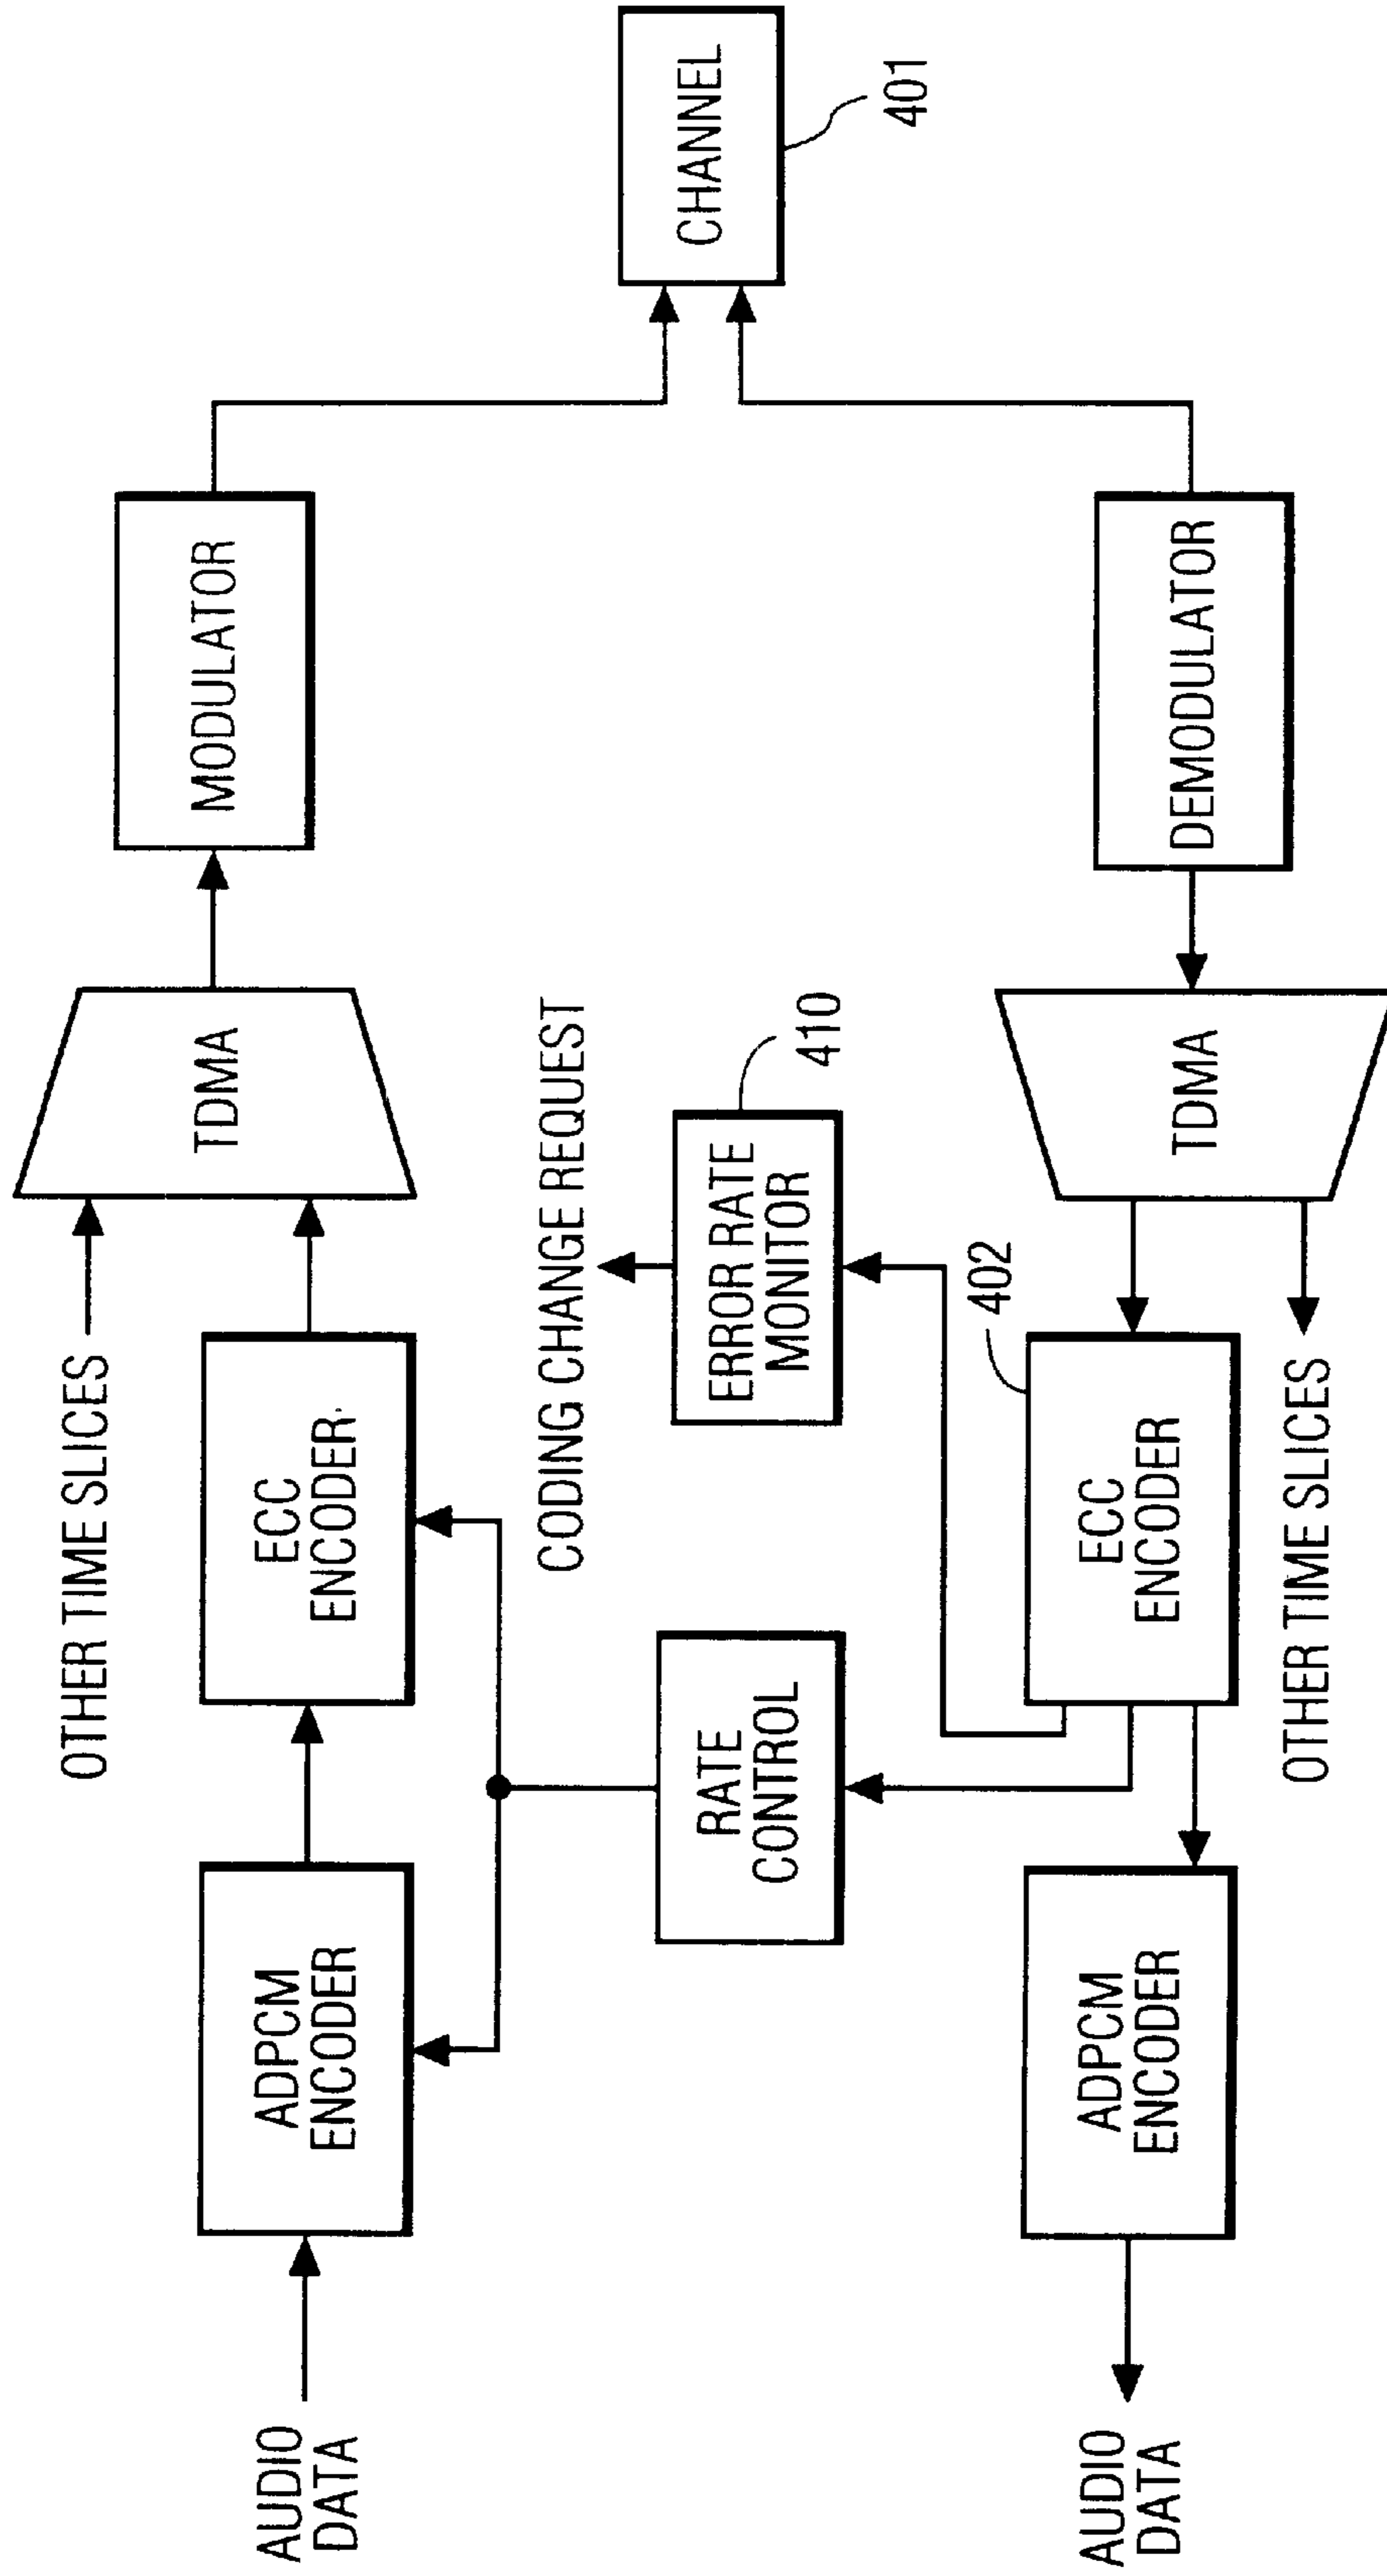 OTHER TIME SLICES
AUDIO
DATA
ADPCM
ENCODER
ECC
ENCODER
TDMA
MODULATOR
CODING CHANGE REQUEST
RATE
CONTROL
ERROR RATE
MONITOR
410
CHANNEL
401
402
AUDIO
DATA
ADPCM
ENCODER
ECC
ENCODER
TDMA
DEMODULATOR
OTHER TIME SLICES